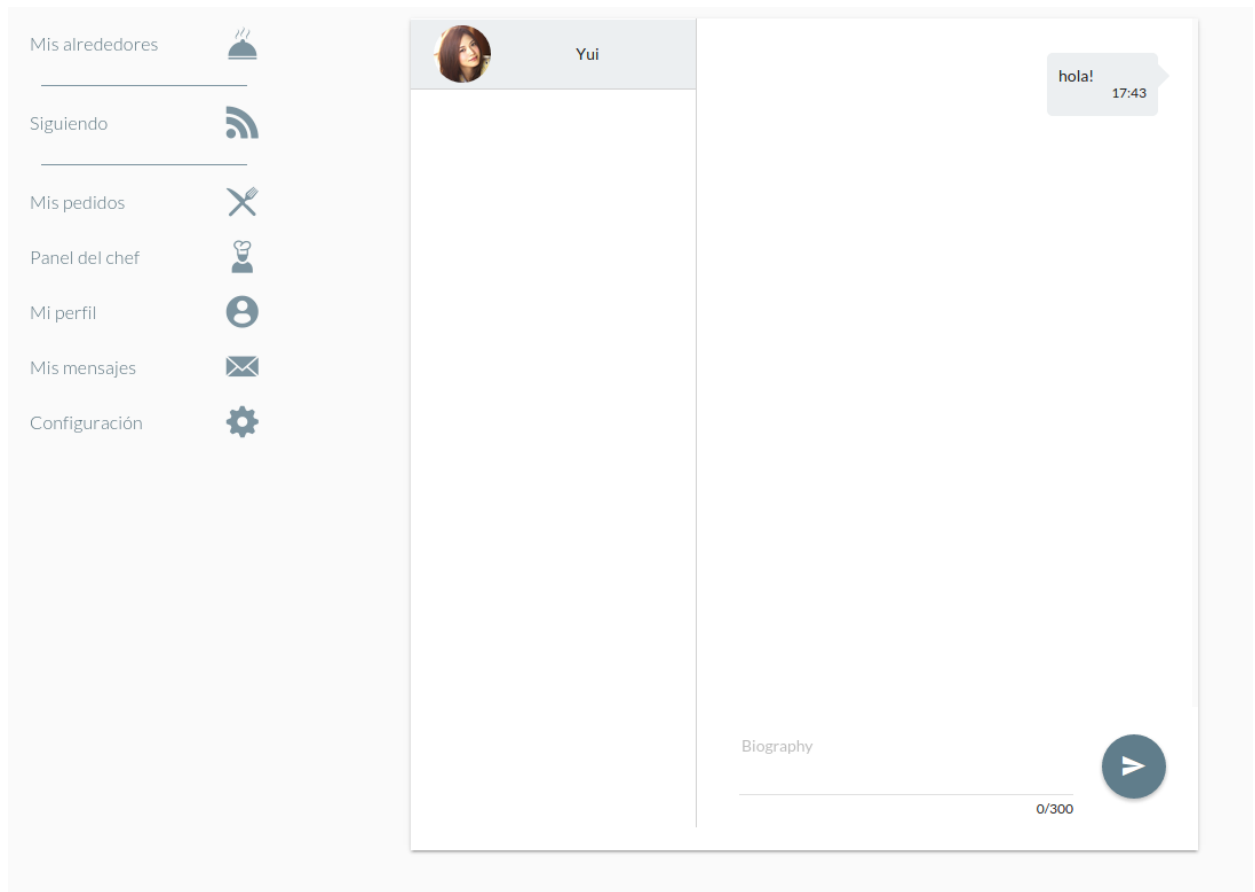 Mis alrededores
Siguiendo
Mis pedidos
Panel del chef
Mi perfil
Mis mensajes
Configuración
Yui
hola!
17:43
Biography
0/300